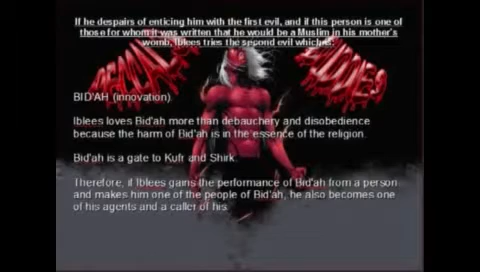 If he despairs of enticing him with the first evil, and if this person is one of
those for whom it was written that he would be a Muslim in his mother's
womb, Iblees tries the second evil which is:
BID'AH (innovation)
Iblees loves Bid'ah more than debauchery and disobedience
because the harm of Bid'ah is in the essence of the religion.
Bid'ah is a gate to Kufr and Shirk.
Therefore, if Iblees gains the performance of Bid'ah from a person
and makes him one of the people of Bid'ah, he also becomes one
of his agents and a caller of his.